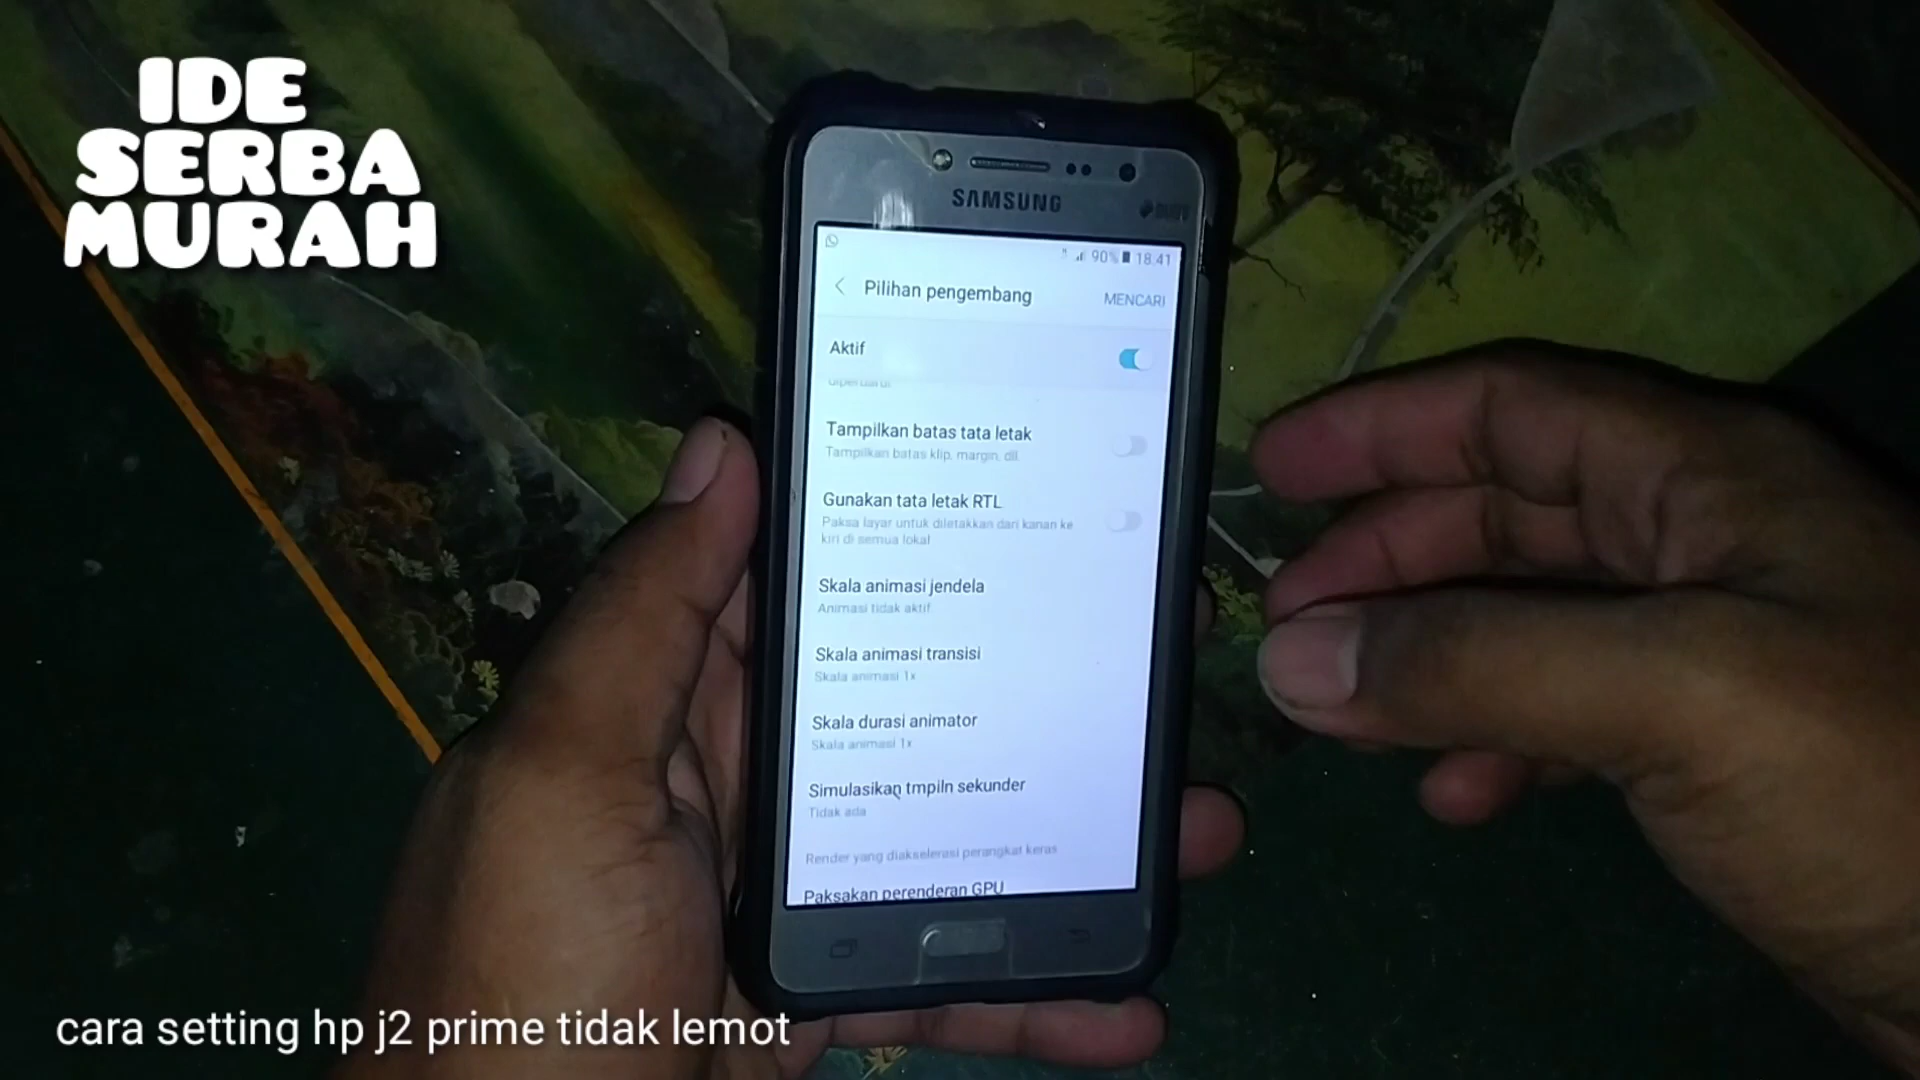 IDE
SERBA
MURAH
SAMSUNG
90% 18.41
Pilihan pengembang
MENCARI
Aktif
Tampilkan batas tata letak
Tampilkan batas klip, margin, dll.
Gunakan tata letak RTL
Paksa layar untuk diletakkan dari kanan ke
kiri di semua lokal
Skala animasi jendela
Animasi tidak aktif
Skala animasi transisi
Skala animasi 1x
Skala durasi animator
Skala animasi 1x
Simulasikan tmpiln sekunder
Tidak ada
Render yang diakselerasi perangkat keras
Paksakan perenderan GPU
cara setting hp j2 prime tidak lemot